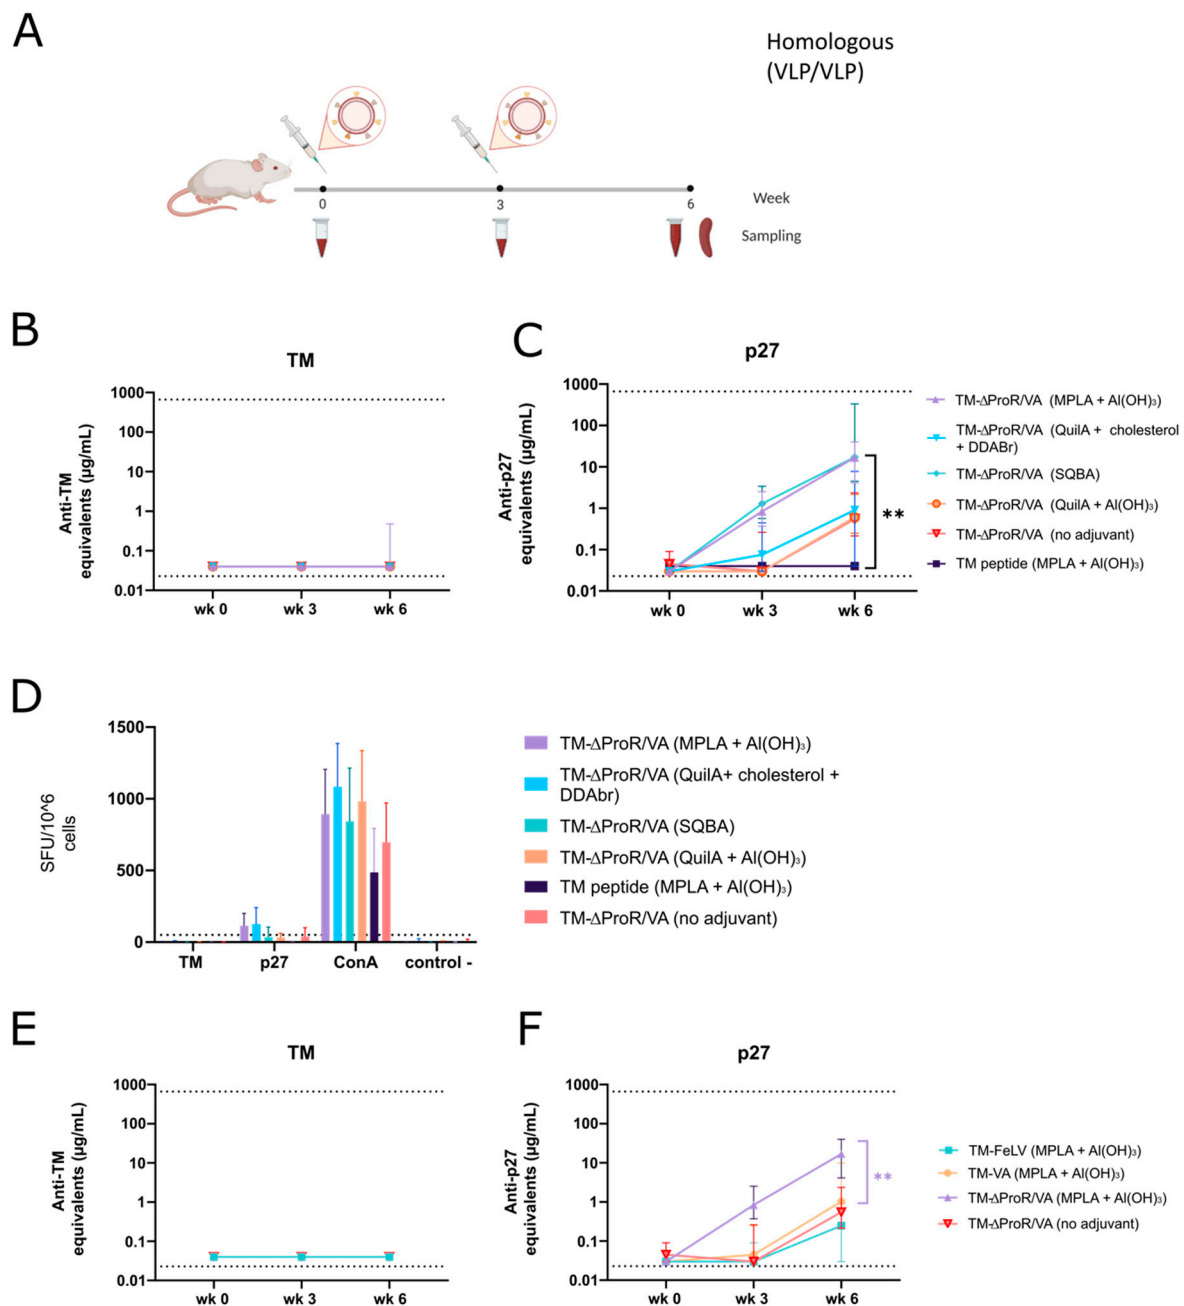 A
Homologous
(VLP/VLP)
0
3
6
Week
Sampling
B
TM
Anti-TM
equivalents (µg/mL)
1000
100
10
1
0.1
0.01
wk 0
wk 3
wk 6
C
p27
Anti-p27
equivalents (µg/mL)
1000
100
10
1
0.1
0.01
wk 0
wk 3
wk 6
**
TM-ΔProR/VA (MPLA + Al(OH)₃)
TM-ΔProR/VA (QuilA + cholesterol
+ DDABr)
TM-ΔProR/VA (SQBA)
TM-ΔProR/VA (QuilA + Al(OH)₃)
TM-ΔProR/VA (no adjuvant)
TM peptide (MPLA + Al(OH)₃)
D
SFU/10^6
cells
1500
1000
500
0
TM
p27
ConA
control -
TM-ΔProR/VA (MPLA + Al(OH)₃)
TM-ΔProR/VA (QuilA+ cholesterol +
DDAbr)
TM-ΔProR/VA (SQBA)
TM-ΔProR/VA (QuilA + Al(OH)₃)
TM peptide (MPLA + Al(OH)₃)
TM-ΔProR/VA (no adjuvant)
E
TM
Anti-TM
equivalents (µg/mL)
1000
100
10
1
0.1
0.01
wk 0
wk 3
wk 6
F
p27
Anti-p27
equivalents (µg/mL)
1000
100
10
1
0.1
0.01
wk 0
wk 3
wk 6
**
TM-FeLV (MPLA + Al(OH)₃)
TM-VA (MPLA + Al(OH)₃)
TM-ΔProR/VA (MPLA + Al(OH)₃)
TM-ΔProR/VA (no adjuvant)